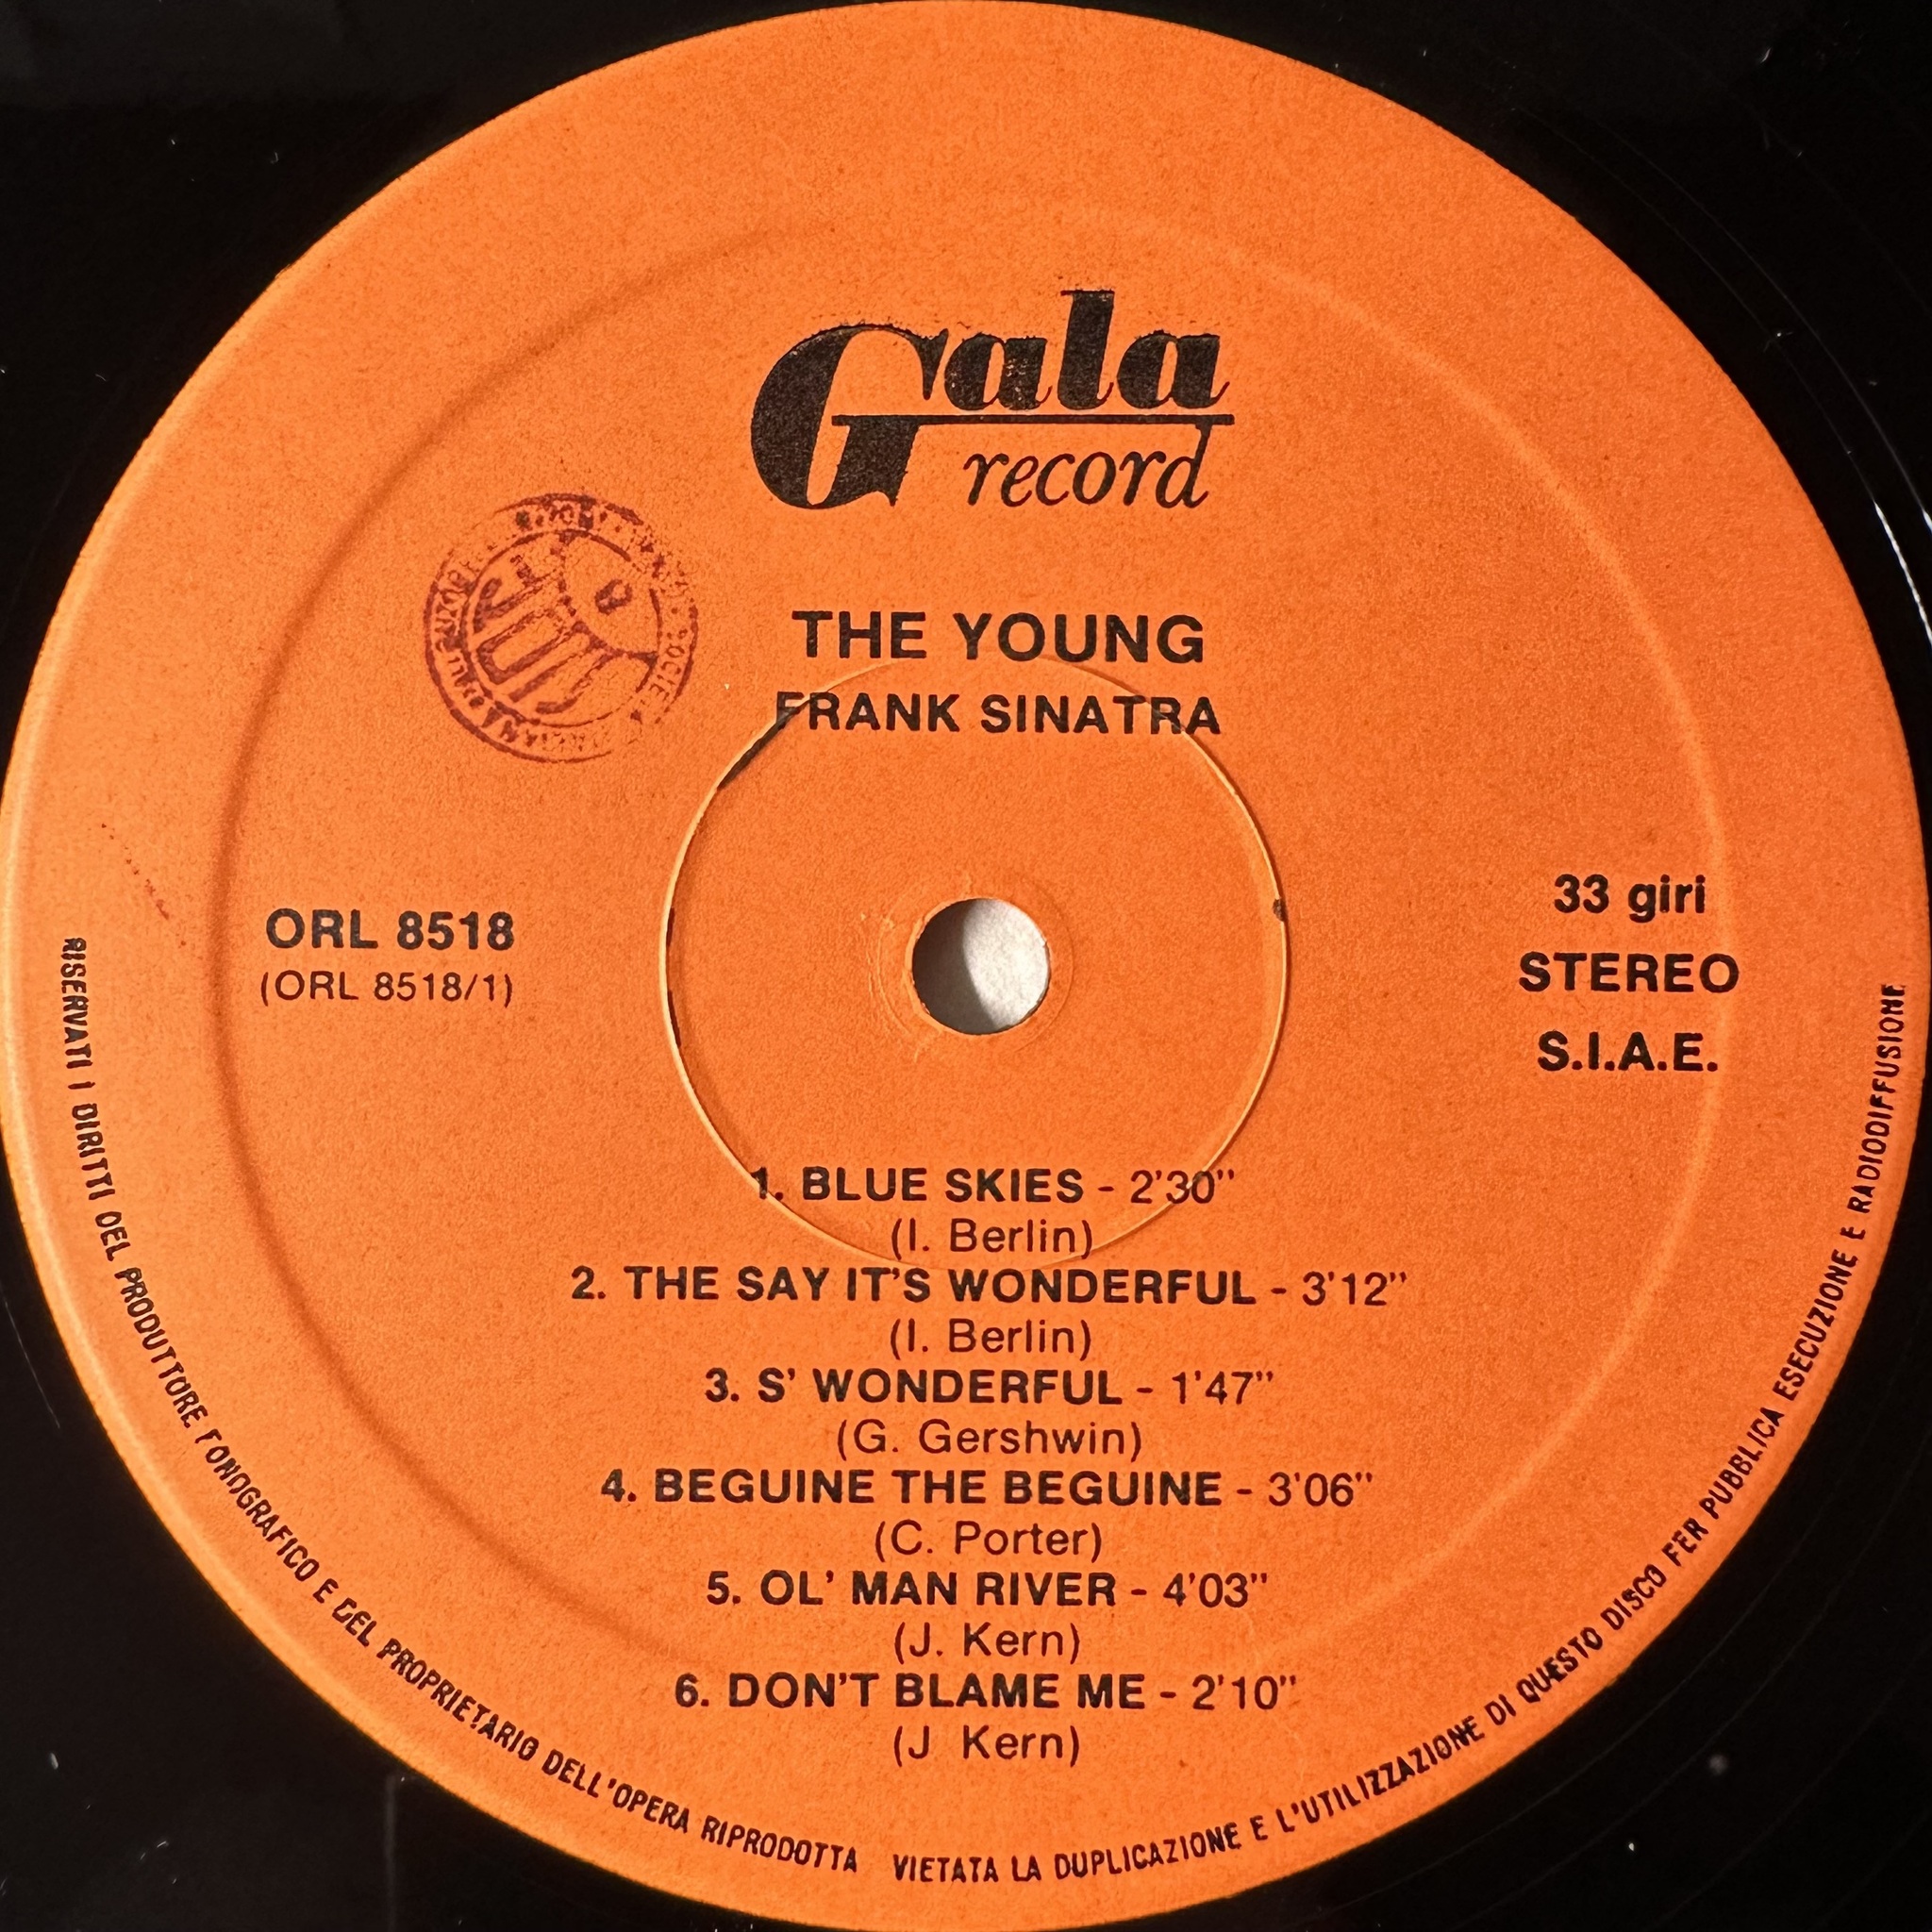 Gala
record
THE YOUNG
FRANK SINATRA
ORL 8518
(ORL 8518/1)
33 giri
STEREO
S.I.A.E.
1. BLUE SKIES - 2'30"
(I. Berlin)
2. THE SAY IT'S WONDERFUL - 3'12"
(I. Berlin)
3. S' WONDERFUL - 1'47"
(G. Gershwin)
4. BEGUINE THE BEGUINE - 3'06"
(C. Porter)
5. OL' MAN RIVER - 4'03"
(J. Kern)
6. DON'T BLAME ME - 2'10"
(J Kern)
RISERVATI I DIRITTI DEL PRODUTTORE FONOGRAFICO E DEL PROPRIETARIO DELL'OPERA RIPRODOTTA VIETATA LA DUPLICAZIONE E L'UTILIZZAZIONE DI QUESTO DISCO PER PUBBLICA ESECUZIONE E RADIODIFFUSIONE